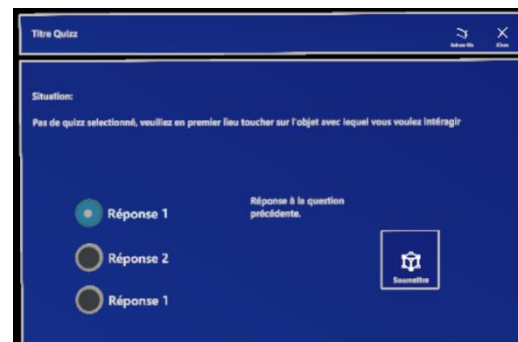 Titre Quizz
Close
Situation:
Pas de quizz selectionné, veuillez en premier lieu toucher sur l'objet avec lequel vous voulez intéragir
Réponse 1
Réponse à la question
précédente.
Réponse 2
Soumettre
Réponse 1